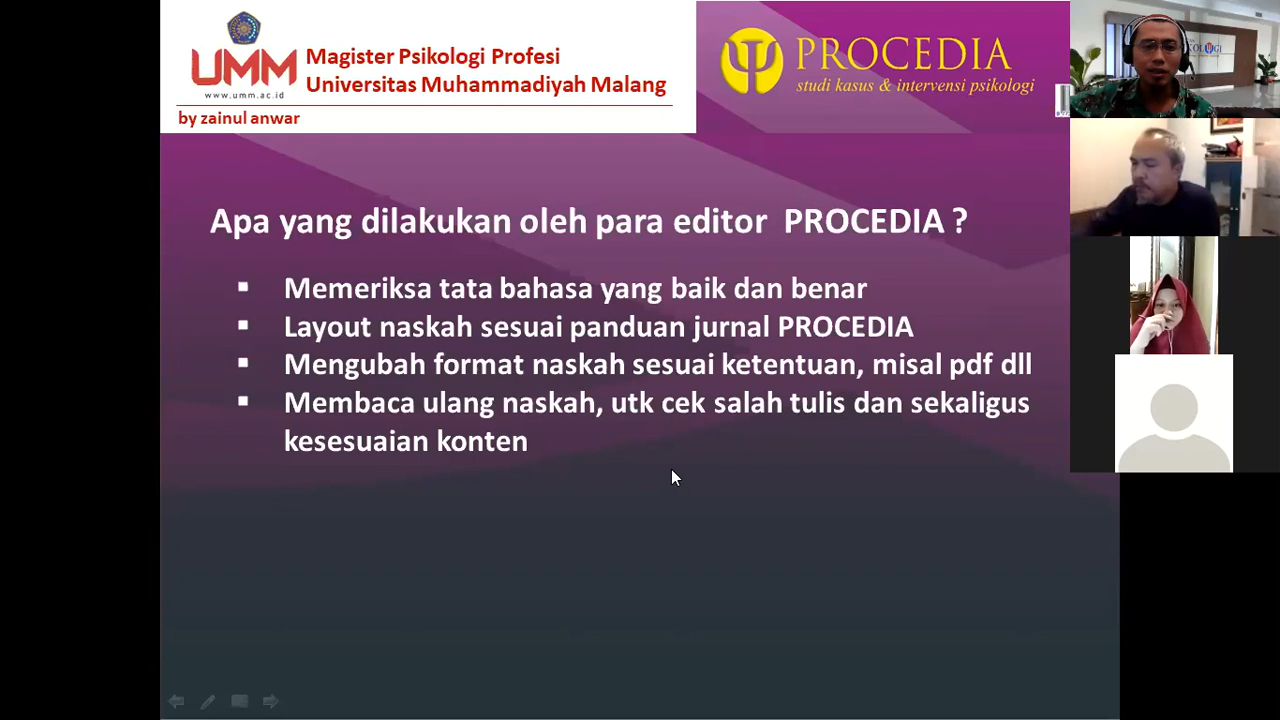 UMM
www.umm.ac.id
Magister Psikologi Profesi
Universitas Muhammadiyah Malang
by zainul anwar
PROCEDIA
studi kasus & intervensi psikologi
Apa yang dilakukan oleh para editor PROCEDIA ?
▪ Memeriksa tata bahasa yang baik dan benar
▪ Layout naskah sesuai panduan jurnal PROCEDIA
▪ Mengubah format naskah sesuai ketentuan, misal pdf dll
▪ Membaca ulang naskah, utk cek salah tulis dan sekaligus
kesesuaian konten